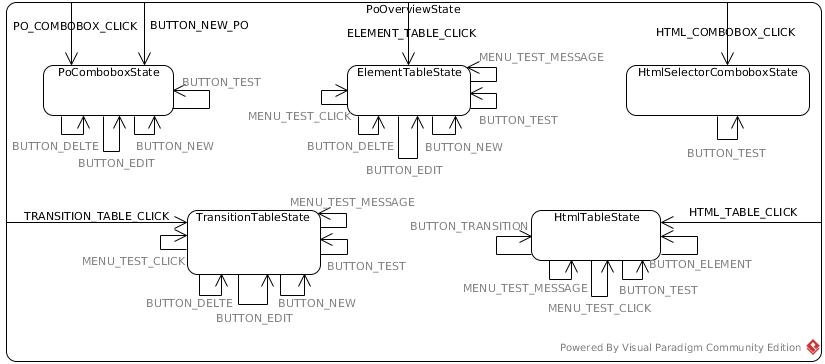 PoOverviewState
PO_COMBOBOX_CLICK
BUTTON_NEW_PO
ELEMENT_TABLE_CLICK
HTML_COMBOBOX_CLICK
MENU_TEST_MESSAGE
PoComboboxState
ElementTableState
HtmlSelectorComboboxState
BUTTON_TEST
MENU_TEST_CLICK
BUTTON_TEST
BUTTON_DELTE
BUTTON_NEW
BUTTON_DELTE
BUTTON_NEW
BUTTON_TEST
BUTTON_EDIT
BUTTON_EDIT
MENU_TEST_MESSAGE
TRANSITION_TABLE_CLICK
TransitionTableState
HtmlTableState
HTML_TABLE_CLICK
BUTTON_TRANSITION
MENU_TEST_CLICK
BUTTON_TEST
BUTTON_ELEMENT
MENU_TEST_MESSAGE
BUTTON_TEST
BUTTON_DELTE
BUTTON_NEW
MENU_TEST_CLICK
BUTTON_EDIT
Powered By Visual Paradigm Community Edition